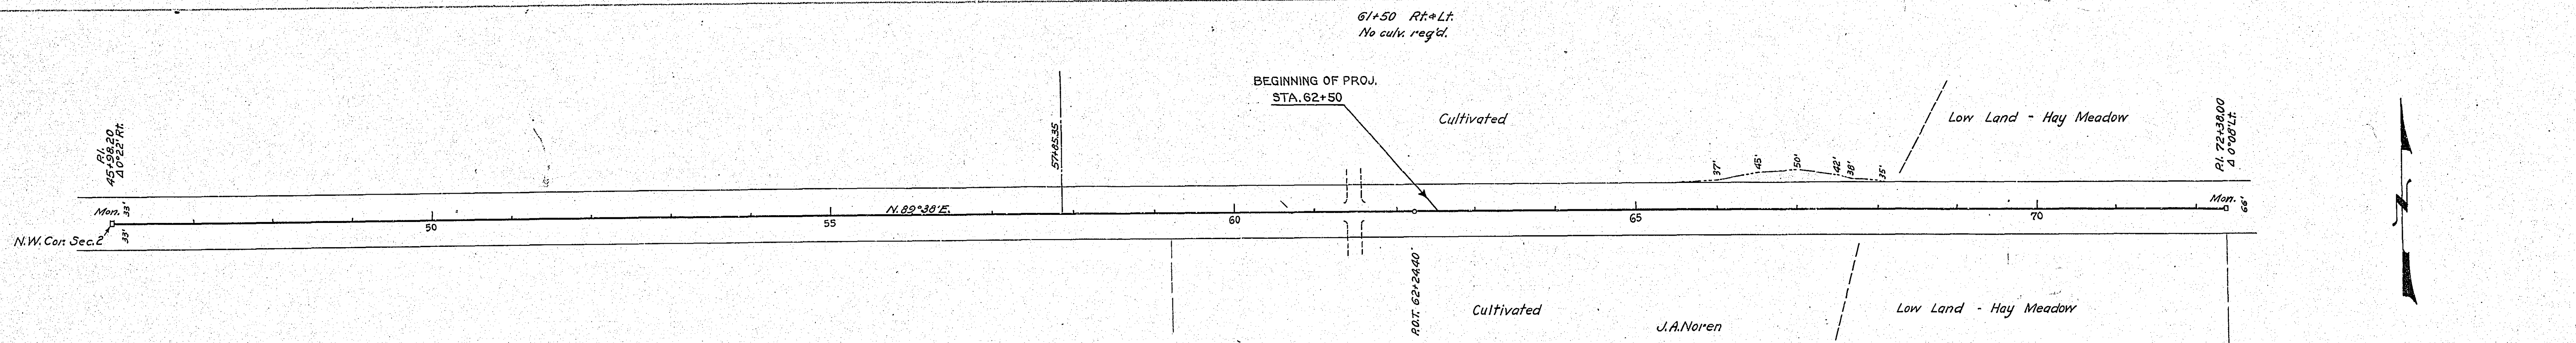 61+50 Rt.&Lt.
No culv. req'd.
BEGINNING OF PROJ.
STA. 62+50
Cultivated
Low Land - Hay Meadow
P.I.
45+98.20
Δ 0°22' Rt.
57+85.35
37'
45'
50'
42'
38'
35'
P.I. 72+38.00
Δ 0°08' Lt.
Mon.
33'
33'
N.W. Cor. Sec. 2
N. 89°38' E.
50
55
60
65
70
Mon.
66'
N
P.O.T. 62+24.40
Cultivated
J.A. Noren
Low Land - Hay Meadow